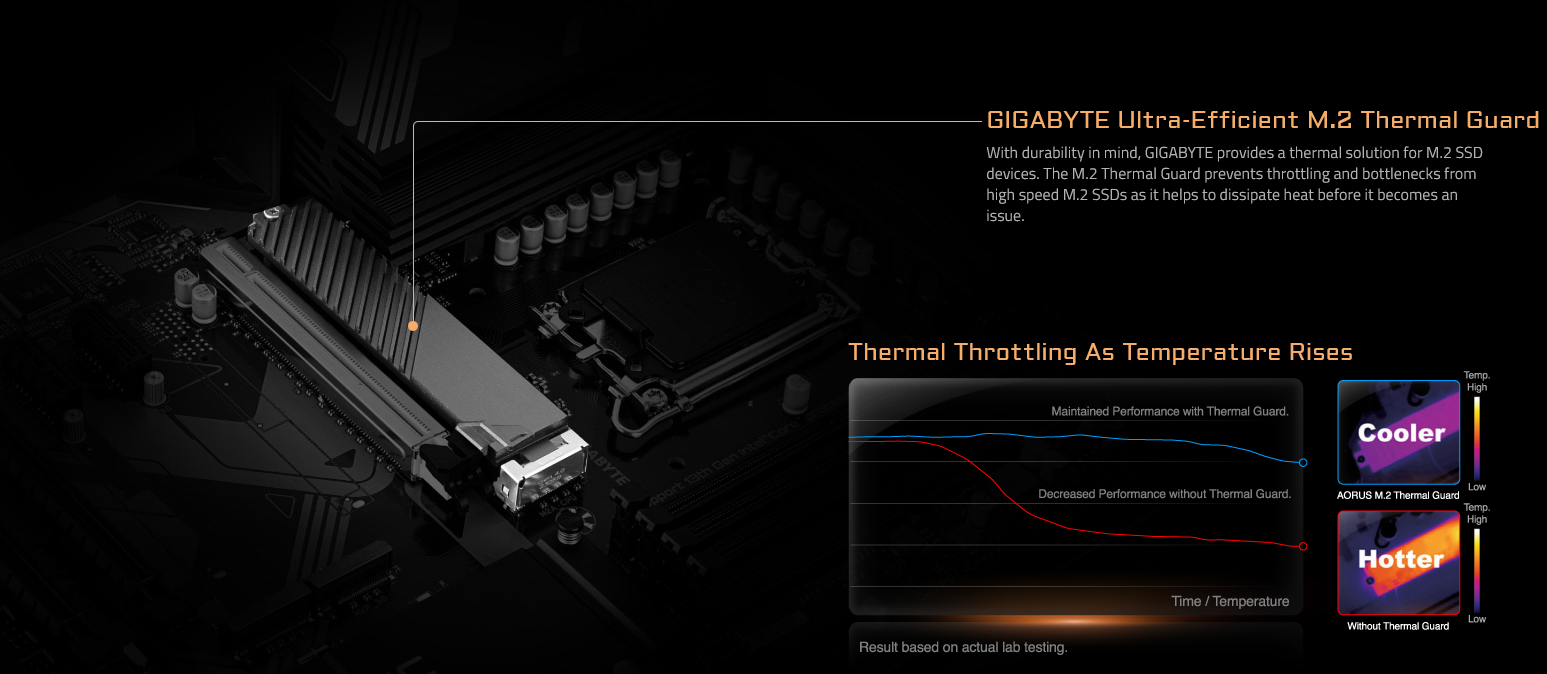 GIGABYTE Ultra-Efficient M.2 Thermal Guard
With durability in mind, GIGABYTE provides a thermal solution for M.2 SSD
devices. The M.2 Thermal Guard prevents throttling and bottlenecks from
high speed M.2 SSDs as it helps to dissipate heat before it becomes an
issue.
Thermal Throttling As Temperature Rises
Maintained Performance with Thermal Guard.
Decreased Performance without Thermal Guard.
Time / Temperature
Result based on actual lab testing.
Temp.
High
Cooler
Low
AORUS M.2 Thermal Guard
Temp.
High
Hotter
Low
Without Thermal Guard
GIGABYTE